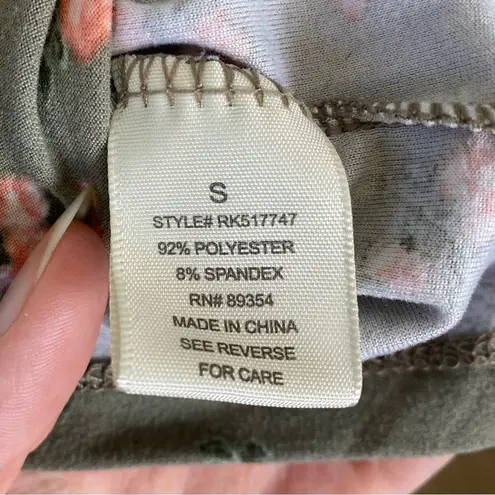 S
STYLE# RK517747
92% POLYESTER
8% SPANDEX
RN# 89354
MADE IN CHINA
SEE REVERSE
FOR CARE